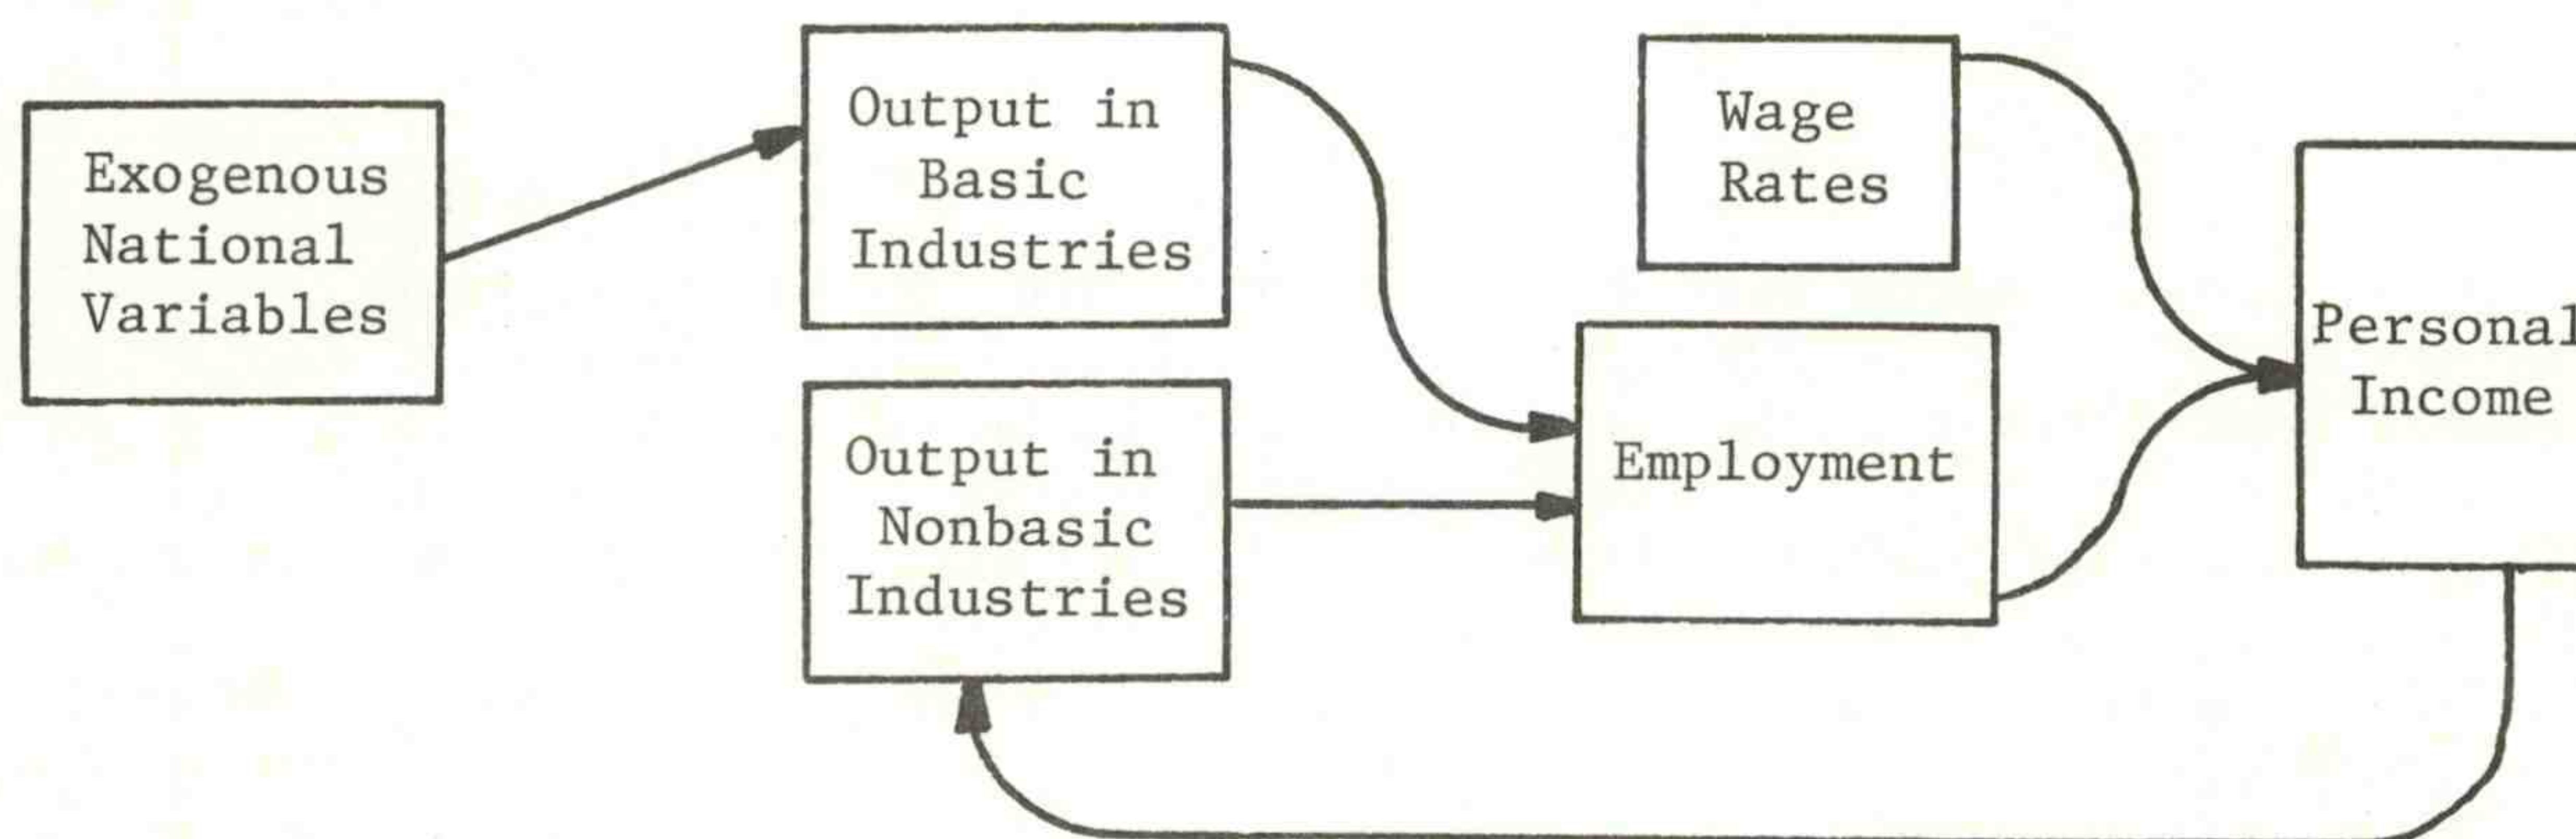 Exogenous
National
Variables
Output in
Basic
Industries
Output in
Nonbasic
Industries
Wage
Rates
Employment
Personal
Income